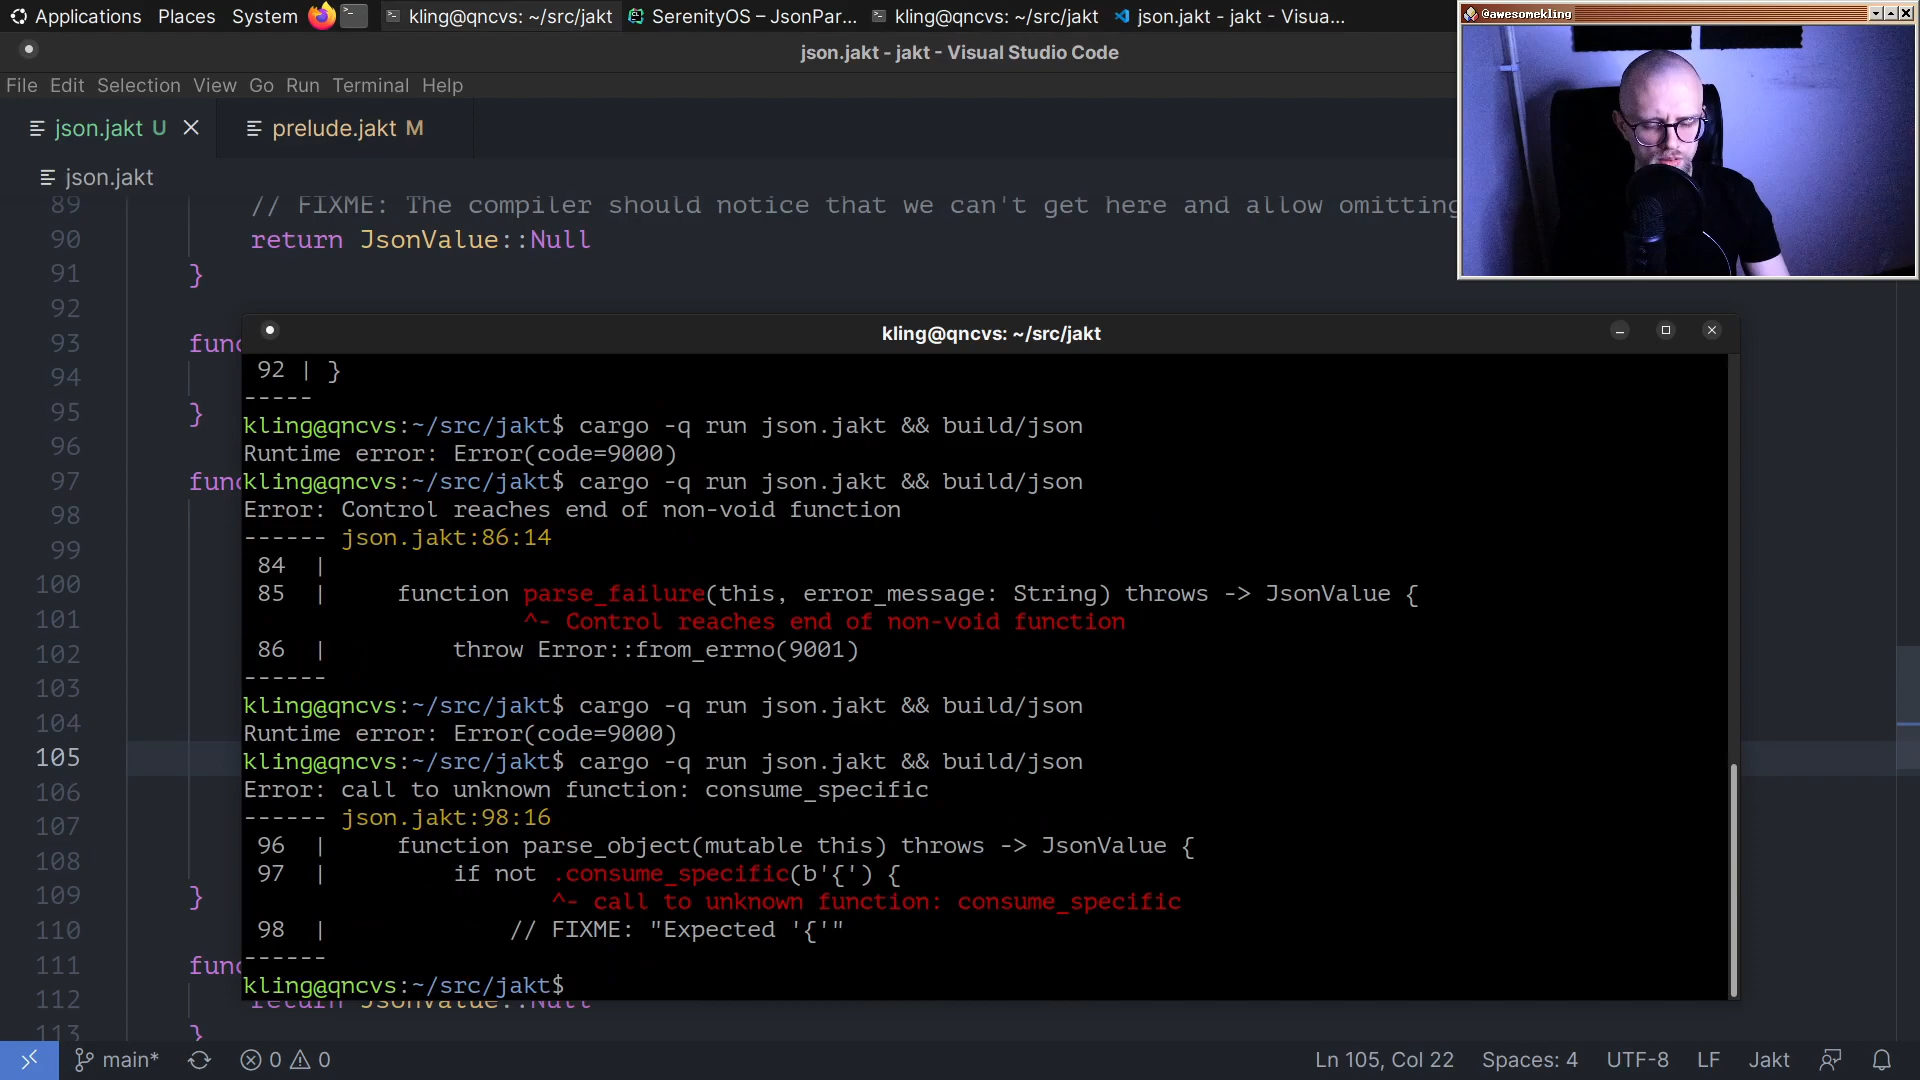 Applications Places System kling@qncvs: ~/src/jakt SerenityOS – JsonPar... kling@qncvs: ~/src/jakt json.jakt - jakt - Visua...
@awesomekling
json.jakt - jakt - Visual Studio Code
File Edit Selection View Go Run Terminal Help
json.jakt U prelude.jakt M
json.jakt
89 // FIXME: The compiler should notice that we can't get here and allow omitting
90 return JsonValue::Null
91 }
92
93 func
94
95 }
96
97 func
98
99
100
101
102
103
104
105
106
107
108
109 }
110
111 func
112 return JsonValue::Null
113 }
kling@qncvs: ~/src/jakt
92 | }
-----
kling@qncvs:~/src/jakt$ cargo -q run json.jakt && build/json
Runtime error: Error(code=9000)
kling@qncvs:~/src/jakt$ cargo -q run json.jakt && build/json
Error: Control reaches end of non-void function
------ json.jakt:86:14
84 |
85 | function parse_failure(this, error_message: String) throws -> JsonValue {
^- Control reaches end of non-void function
86 | throw Error::from_errno(9001)
------
kling@qncvs:~/src/jakt$ cargo -q run json.jakt && build/json
Runtime error: Error(code=9000)
kling@qncvs:~/src/jakt$ cargo -q run json.jakt && build/json
Error: call to unknown function: consume_specific
------ json.jakt:98:16
96 | function parse_object(mutable this) throws -> JsonValue {
97 | if not .consume_specific(b'{') {
^- call to unknown function: consume_specific
98 | // FIXME: "Expected '{'"
------
kling@qncvs:~/src/jakt$
main* 0 0 Ln 105, Col 22 Spaces: 4 UTF-8 LF Jakt